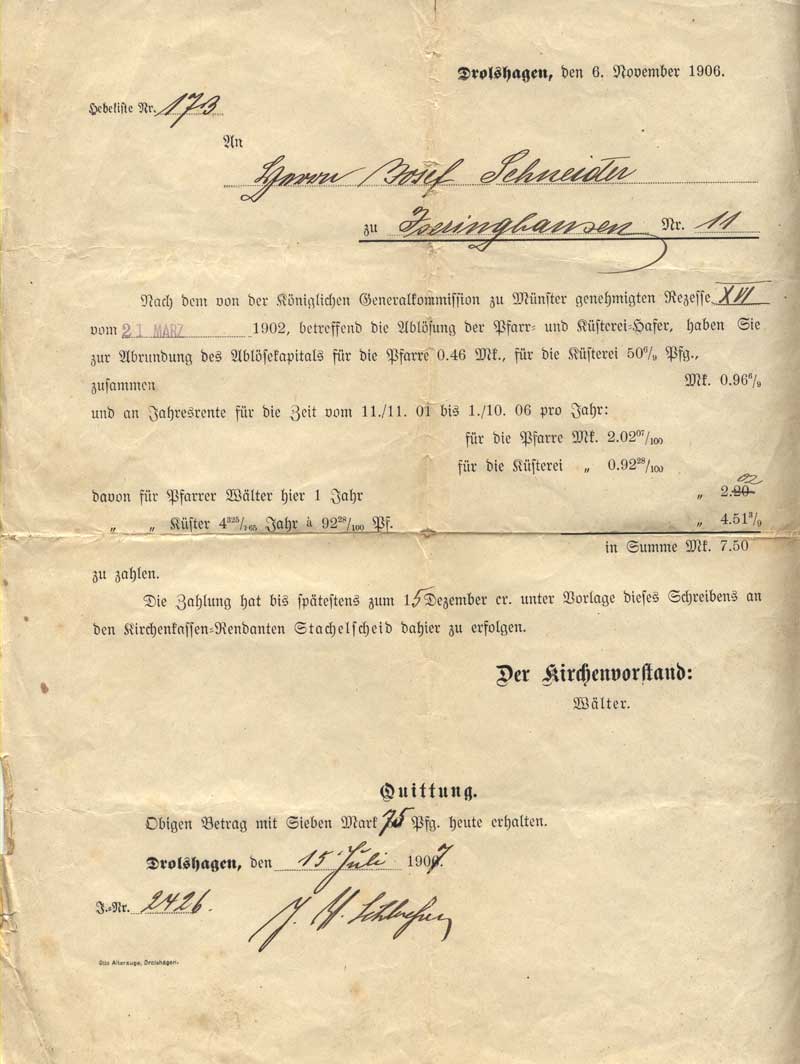 Drolshagen, den 6. November 1906.
Hebeliste Nr. 173
An
Herrn Josef Schneider
zu Iseringhausen Nr. 11
Nach dem von der Königlichen Generalkommission zu Münster genehmigten Rezesse XVI
vom 21 MARZ 1902, betreffend die Ablösung der Pfarr- und Küsterei-Hafer, haben Sie
zur Abrundung des Ablösekapitals für die Pfarre 0.46 Mk., für die Küsterei 50⁶/₉ Pfg.,
zusammen Mk. 0.96⁶/₉
und an Jahresrente für die Zeit vom 11./11. 01 bis 1./10. 06 pro Jahr:
für die Pfarre Mk. 2.02⁰⁷/₁₀₀
für die Küsterei „ 0.92²⁸/₁₀₀
02
davon für Pfarrer Wälter hier 1 Jahr „ 2.20
„ „ Küster 4³²⁵/₃₆₅ Jahr à 92²⁸/₁₀₀ Pf. „ 4.51³/₉
in Summe Mk. 7.50
zu zahlen.
Die Zahlung hat bis spätestens zum 15 Dezember cr. unter Vorlage dieses Schreibens an
den Kirchenkassen-Rendanten Stachelscheid dahier zu erfolgen.
Der Kirchenvorstand:
Wälter.
Quittung.
Obigen Betrag mit Sieben Mark 75 Pfg. heute erhalten.
Drolshagen, den 15 Juli 1907
J.-Nr. 2426.
Otto Alterauge, Drolshagen.